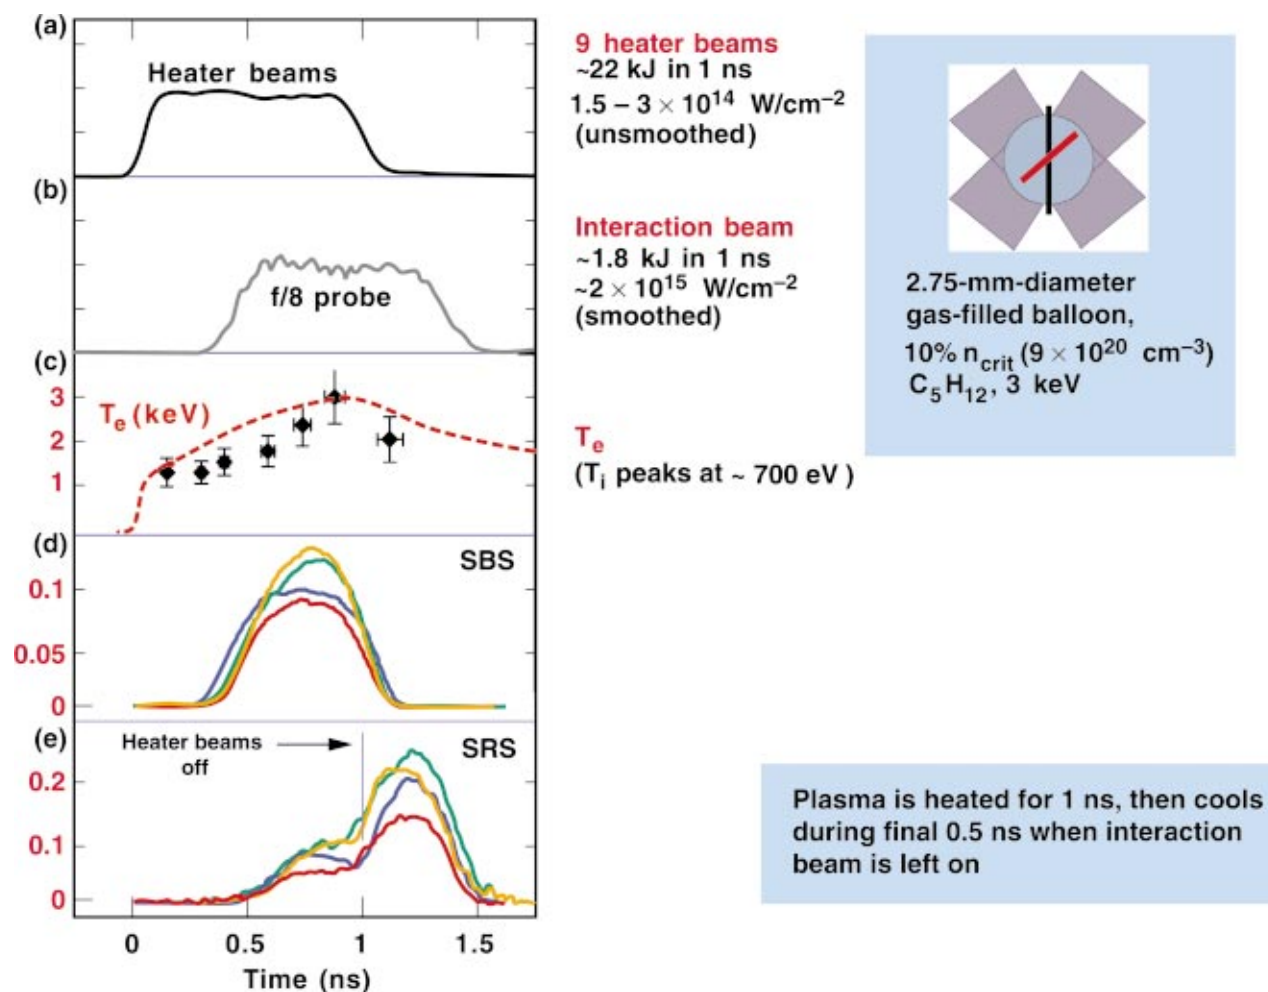 (a)
Heater beams
(b)
f/8 probe
(c)
3
2
1
Tₑ (keV)
(d)
SBS
0.1
0.05
0
(e)
Heater beams
off
SRS
0.2
0.1
0
0 0.5 1 1.5
Time (ns)
9 heater beams
~22 kJ in 1 ns
1.5 – 3 × 10¹⁴ W/cm⁻²
(unsmoothed)
Interaction beam
~1.8 kJ in 1 ns
~2 × 10¹⁵ W/cm⁻²
(smoothed)
Tₑ
(Tᵢ peaks at ~ 700 eV )
2.75-mm-diameter
gas-filled balloon,
10% n_crit (9 × 10²⁰ cm⁻³)
C₅H₁₂, 3 keV
Plasma is heated for 1 ns, then cools
during final 0.5 ns when interaction
beam is left on